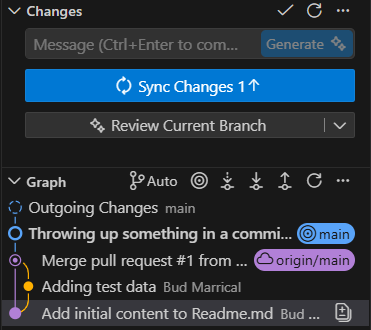 Changes
Message (Ctrl+Enter to com... Generate
Sync Changes 1↑
Review Current Branch
Graph Auto
Outgoing Changes main
Throwing up something in a commi... main
Merge pull request #1 from ... origin/main
Adding test data Bud Marrical
Add initial content to Readme.md Bud ...